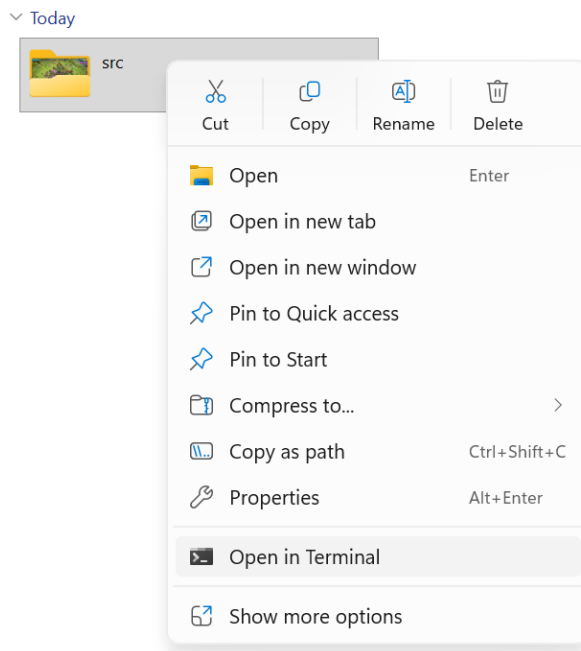 Today
src
Cut Copy Rename Delete
Open Enter
Open in new tab
Open in new window
Pin to Quick access
Pin to Start
Compress to...
Copy as path Ctrl+Shift+C
Properties Alt+Enter
Open in Terminal
Show more options